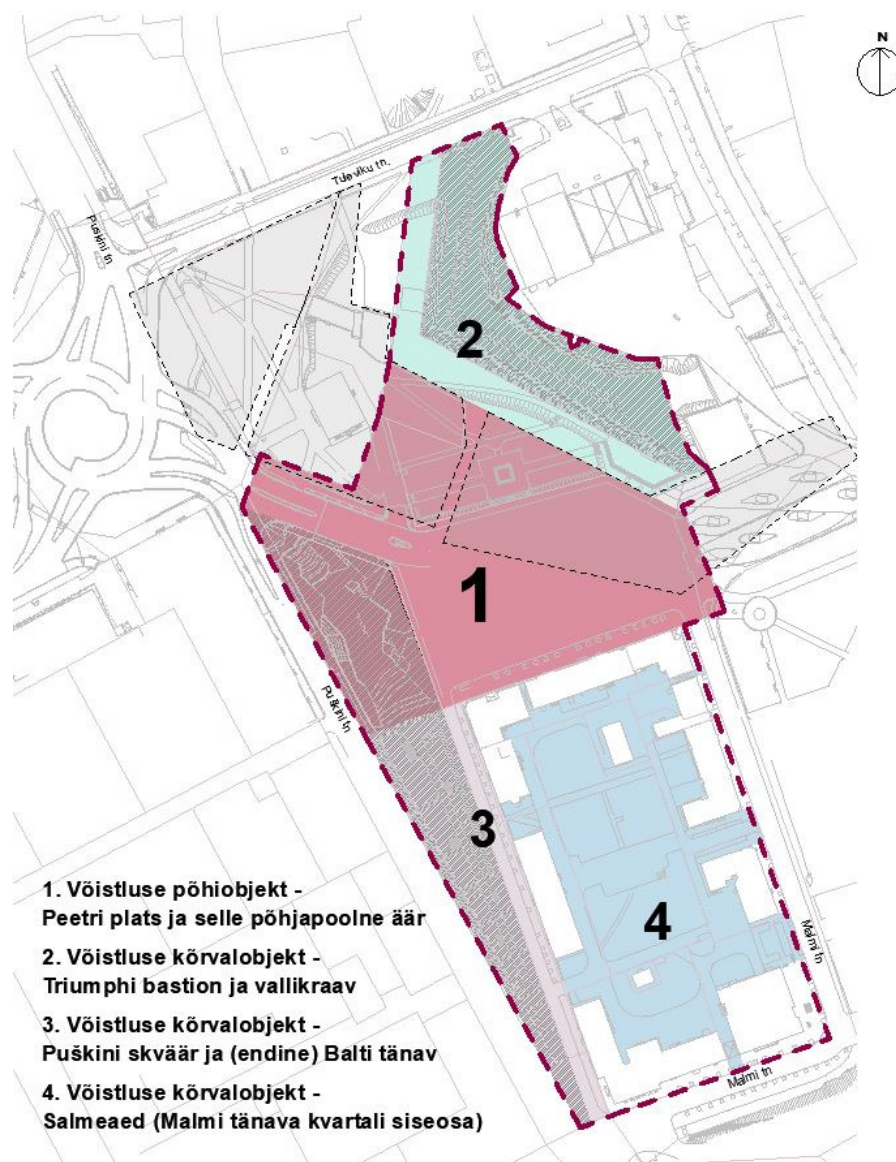 N
Tuleviku tn.
Puškini tn
2
1
Puškini tn
3
4
Malmi tn
Malmi tn
1. Võistluse põhiobjekt -
Peetri plats ja selle põhjapoolne äär
2. Võistluse kõrvalobjekt -
Triumphi bastion ja vallikraav
3. Võistluse kõrvalobjekt -
Puškini skväär ja (endine) Balti tänav
4. Võistluse kõrvalobjekt -
Salmeaed (Malmi tänava kvartali siseosa)